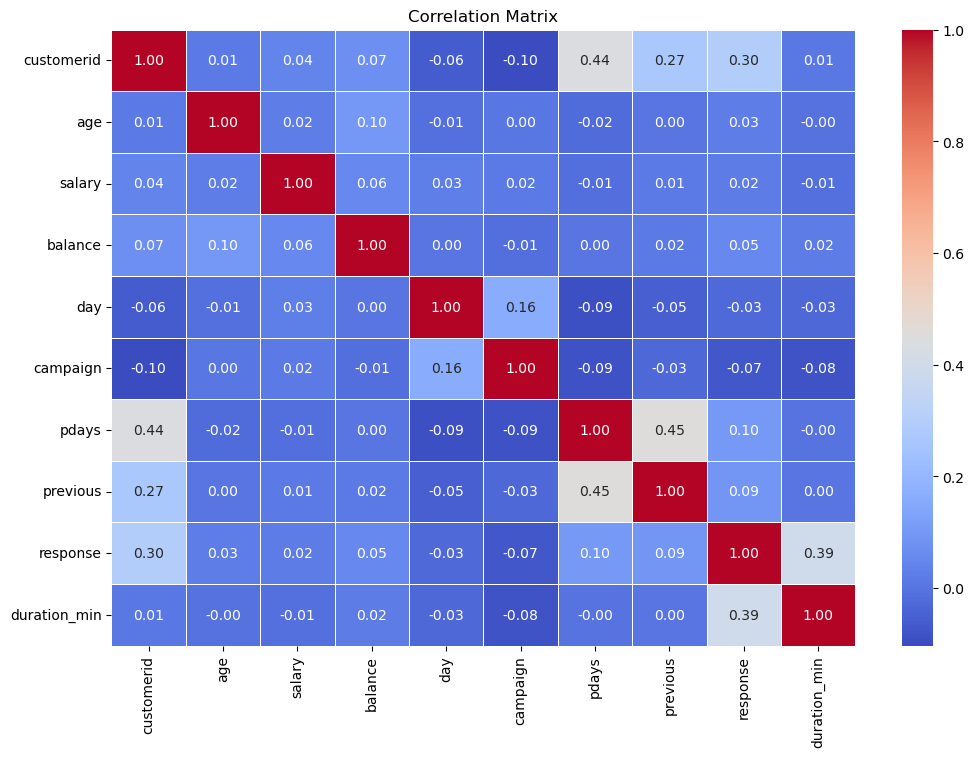 Correlation Matrix
customerid 1.00 0.01 0.04 0.07 -0.06 -0.10 0.44 0.27 0.30 0.01
age 0.01 1.00 0.02 0.10 -0.01 0.00 -0.02 0.00 0.03 -0.00
salary 0.04 0.02 1.00 0.06 0.03 0.02 -0.01 0.01 0.02 -0.01
balance 0.07 0.10 0.06 1.00 0.00 -0.01 0.00 0.02 0.05 0.02
day -0.06 -0.01 0.03 0.00 1.00 0.16 -0.09 -0.05 -0.03 -0.03
campaign -0.10 0.00 0.02 -0.01 0.16 1.00 -0.09 -0.03 -0.07 -0.08
pdays 0.44 -0.02 -0.01 0.00 -0.09 -0.09 1.00 0.45 0.10 -0.00
previous 0.27 0.00 0.01 0.02 -0.05 -0.03 0.45 1.00 0.09 0.00
response 0.30 0.03 0.02 0.05 -0.03 -0.07 0.10 0.09 1.00 0.39
duration_min 0.01 -0.00 -0.01 0.02 -0.03 -0.08 -0.00 0.00 0.39 1.00
customerid age salary balance day campaign pdays previous response duration_min
1.0
0.8
0.6
0.4
0.2
0.0